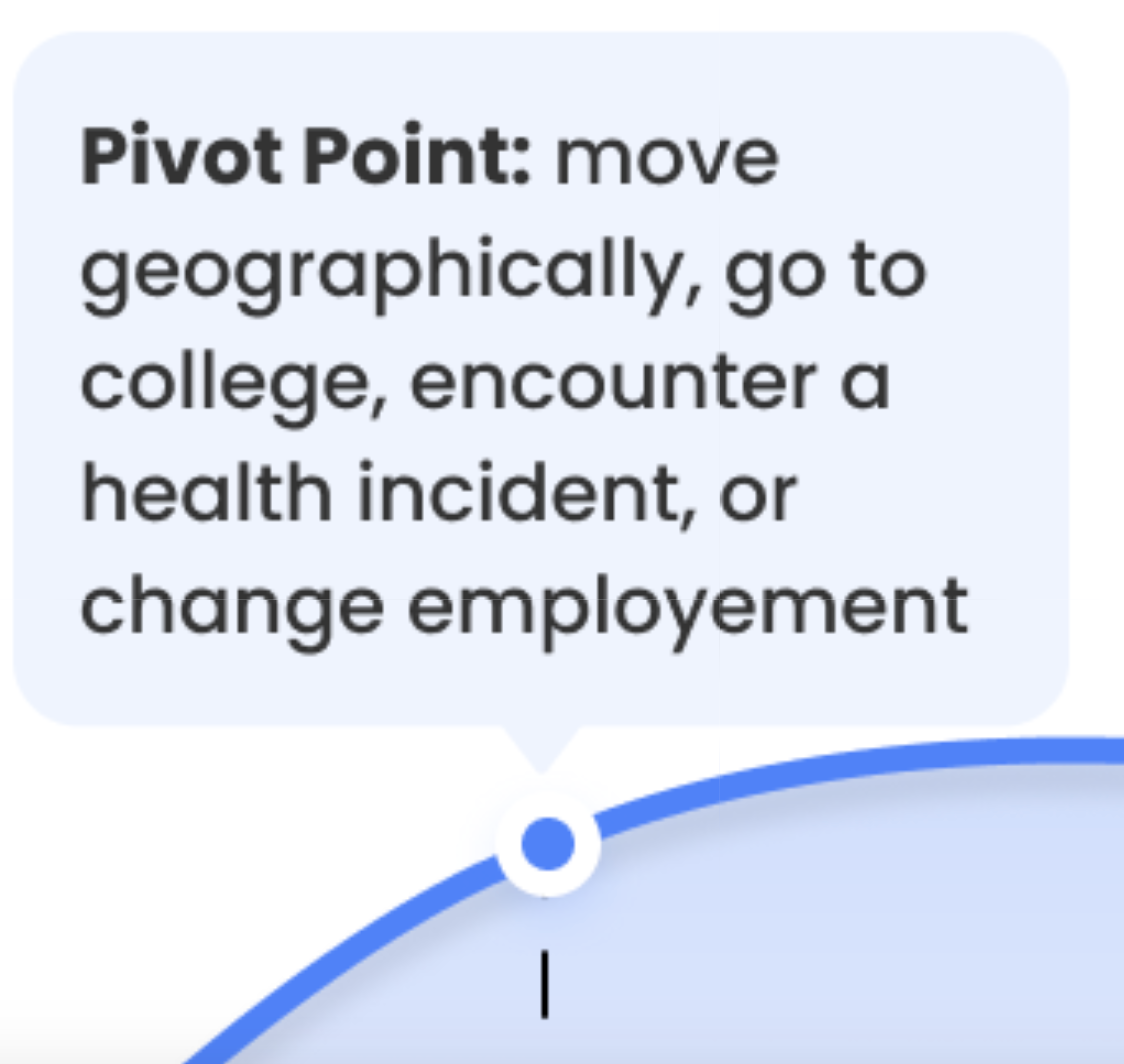 Pivot Point: move
geographically, go to
college, encounter a
health incident, or
change employement